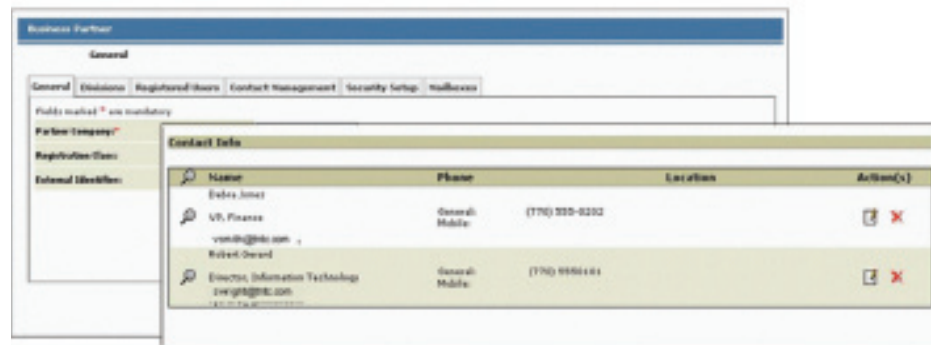 Business Partner
General
General Divisions Registered Users Contact Management Security Setup Mailboxes
Fields marked * are mandatory
Partner Company:*
Registration Class:
External Identifier:
Contact Info
Name Phone Location Action(s)
Debra Jones
VP, Finance
General: (770) 555-0202
Mobile:
Robert Gerard
Director, Information Technology
General:
Mobile: